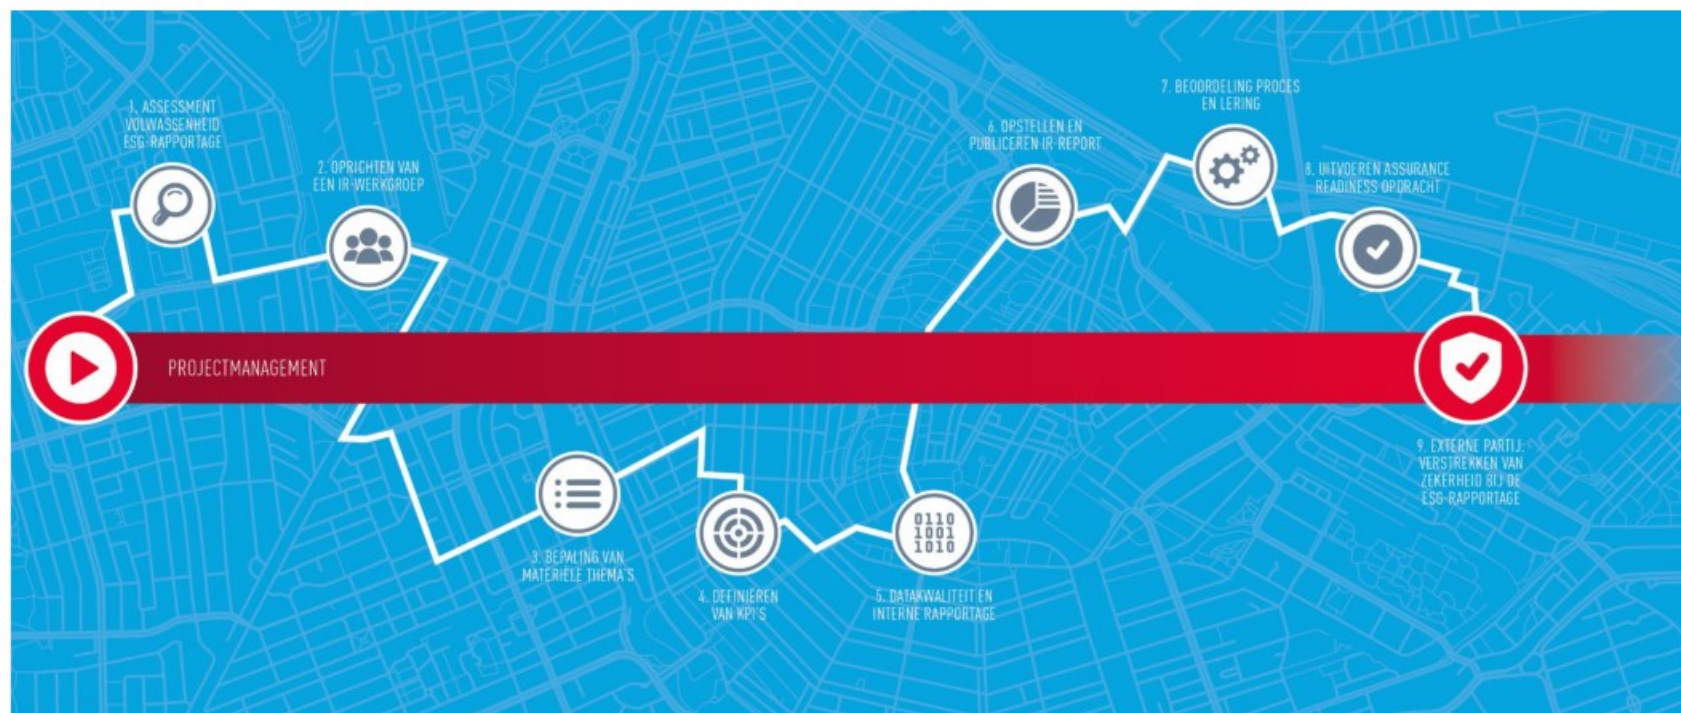 1. ASSESSMENT
VOLWASSENHEID
ESG-RAPPORTAGE
2. OPRICHTEN VAN
EEN IR-WERKGROEP
6. OPSTELLEN EN
PUBLICEREN IR-REPORT
7. BEOORDELING PROCES
EN LERING
8. UITVOEREN ASSURANCE
READINESS OPDRACHT
PROJECTMANAGEMENT
3. BEPALING VAN
MATERIËLE THEMA'S
4. DEFINIEREN
VAN KPI'S
0110
1001
1010
5. DATAKWALITEIT EN
INTERNE RAPPORTAGE
9. EXTERNE PARTIJ:
VERSTREKKEN VAN
ZEKERHEID BIJ DE
ESG-RAPPORTAGE